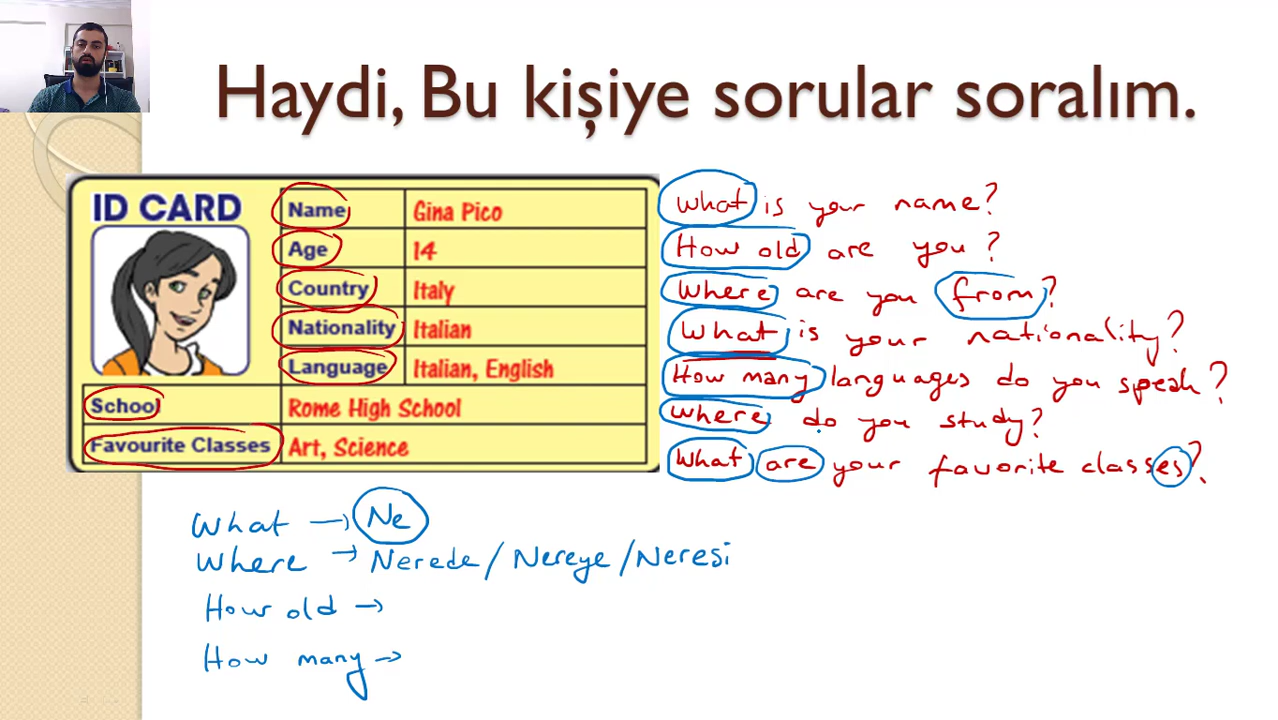 Haydi, Bu kişiye sorular soralım.
ID CARD
Name Gina Pico
Age 14
Country Italy
Nationality Italian
Language Italian, English
School Rome High School
Favourite Classes Art, Science
What is your name?
How old are you?
Where are you from?
What is your nationality?
How many languages do you speak?
Where do you study?
What are your favorite classes?
What → Ne
Where → Nerede / Nereye / Neresi
How old →
How many →